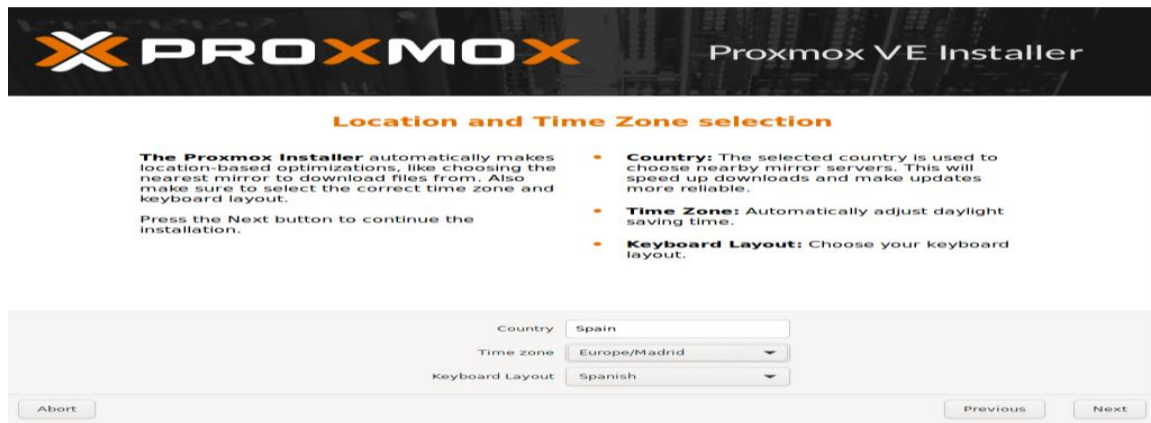 PROXMOX
Proxmox VE Installer
Location and Time Zone selection
The Proxmox Installer automatically makes
location-based optimizations, like choosing the
nearest mirror to download files from. Also
make sure to select the correct time zone and
keyboard layout.
Press the Next button to continue the
installation.
Country: The selected country is used to
choose nearby mirror servers. This will
speed up downloads and make updates
more reliable.
Time Zone: Automatically adjust daylight
saving time.
Keyboard Layout: Choose your keyboard
layout.
Country Spain
Time zone Europe/Madrid
Keyboard Layout Spanish
Abort Previous Next